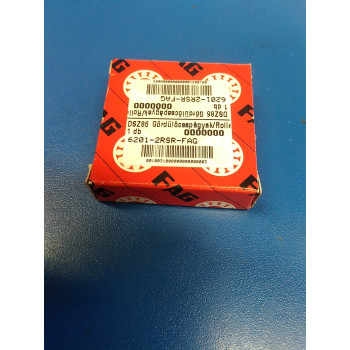 FAG
6201-2RSR-FAG
1 db
0000000
DSZ86 Gördülőcsapágyak/Rolle
DSZ86 Gördülőcsapágyak/Rolle
1 db
0000000
6201-2RSR-FAG
FAG
FAG